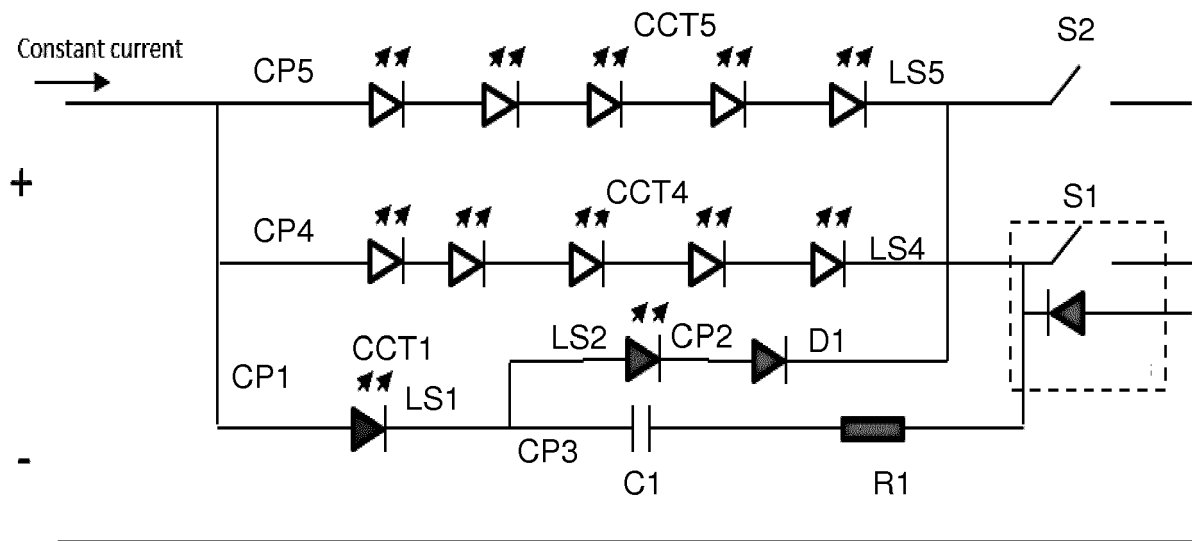 CCT5
S2
Constant current
CP5
LS5
+
CCT4
S1
CP4
LS4
LS2
CP2
D1
CCT1
CP1
LS1
CP3
-
C1
R1